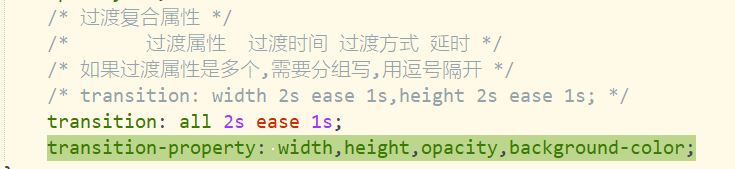 /* 过渡复合属性 */
/* 过渡属性 过渡时间 过渡方式 延时 */
/* 如果过渡属性是多个,需要分组写,用逗号隔开 */
/* transition: width 2s ease 1s,height 2s ease 1s; */
transition: all 2s ease 1s;
transition-property: width,height,opacity,background-color;
}